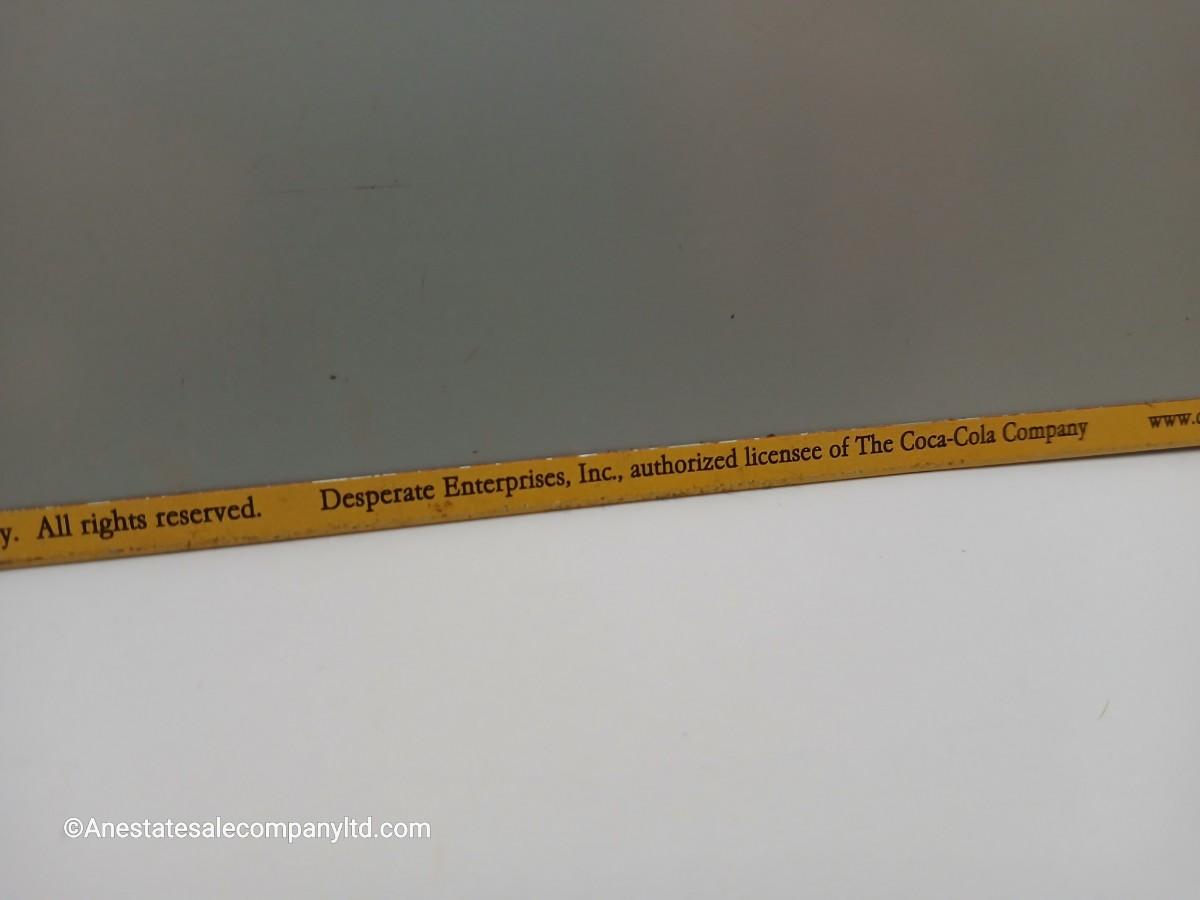 y. All rights reserved. Desperate Enterprises, Inc., authorized licensee of The Coca-Cola Company www.
©Anestatesalecompanyltd.com